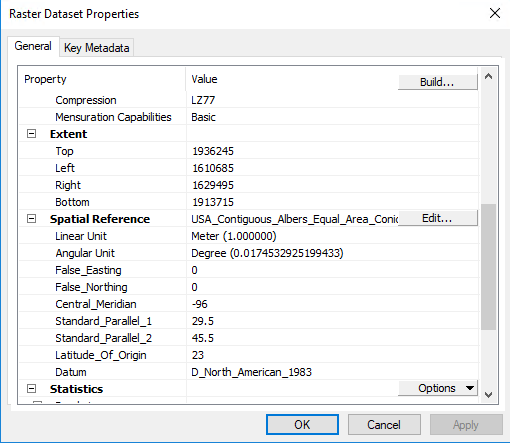 Raster Dataset Properties
General Key Metadata
Property Value
Build...
Compression LZ77
Mensuration Capabilities Basic
Extent
Top 1936245
Left 1610685
Right 1629495
Bottom 1913715
Spatial Reference USA_Contiguous_Albers_Equal_Area_Conic Edit...
Linear Unit Meter (1.000000)
Angular Unit Degree (0.0174532925199433)
False_Easting 0
False_Northing 0
Central_Meridian -96
Standard_Parallel_1 29.5
Standard_Parallel_2 45.5
Latitude_Of_Origin 23
Datum D_North_American_1983
Statistics Options
OK Cancel Apply